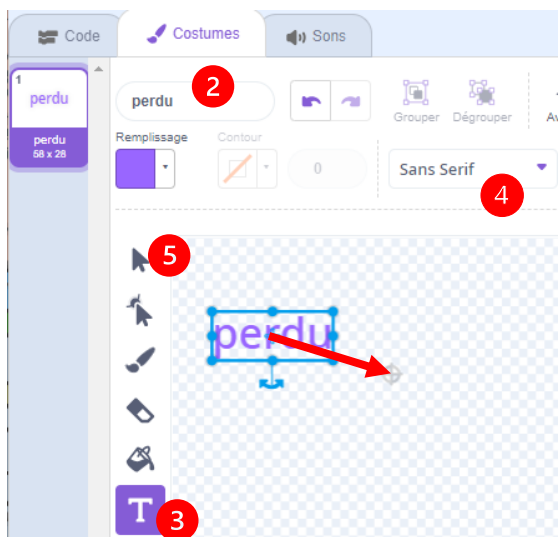 Code Costumes Sons
1
perdu
perdu
58 x 28
perdu 2
Grouper Dégrouper Av
Remplissage Contour
0
Sans Serif
4
5
perdu
T
3